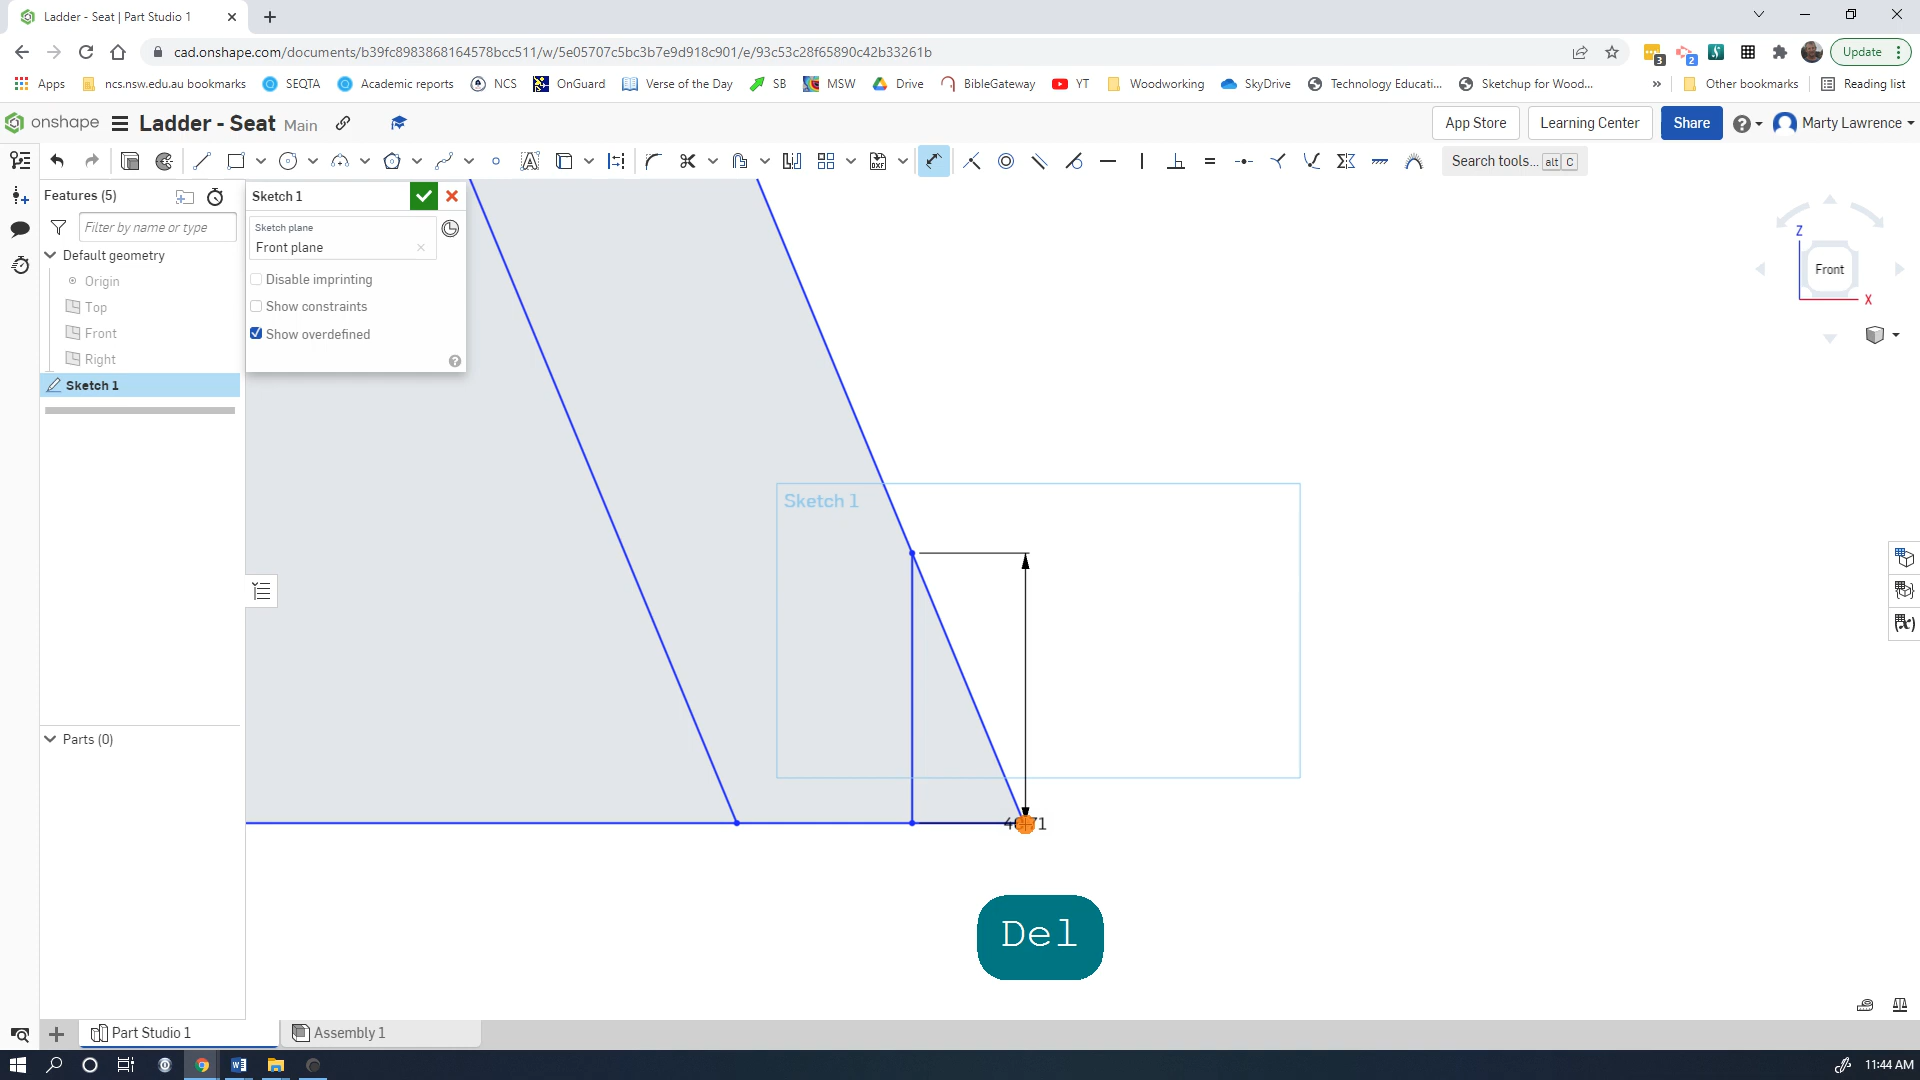 Ladder - Seat | Part Studio 1
cad.onshape.com/documents/b39fc8983868164578bcc511/w/5e05707c5bc3b7e9d918c901/e/93c53c28f65890c42b33261b
3
2
Update
Apps
ncs.nsw.edu.au bookmarks
SEQTA
Academic reports
NCS
OnGuard
Verse of the Day
SB
MSW
Drive
BibleGateway
YT
Woodworking
SkyDrive
Technology Educati...
Sketchup for Wood...
»
Other bookmarks
Reading list
onshape
Ladder - Seat Main
App Store
Learning Center
Share
Marty Lawrence
Search tools... alt C
Features (5)
Filter by name or type
Default geometry
Origin
Top
Front
Right
Sketch 1
Parts (0)
Sketch 1
Sketch plane
Front plane
Disable imprinting
Show constraints
Show overdefined
Sketch 1
Z
Front
X
Del
Part Studio 1
Assembly 1
11:44 AM